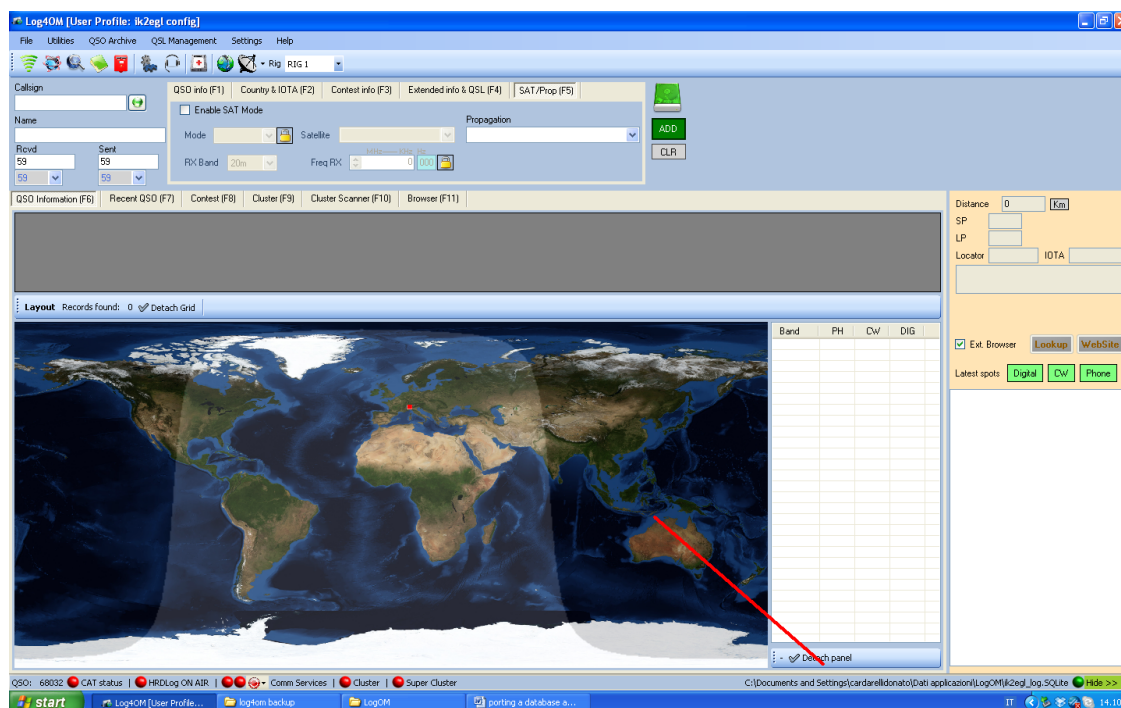 Log4OM [User Profile: ik2egl config]
File Utilities QSO Archive QSL Management Settings Help
Rig RIG 1
Callsign
Name
Rcvd Sent
59 59
59 59
QSO info (F1) Country & IOTA (F2) Contest info (F3) Extended info & QSL (F4) SAT/Prop (F5)
Enable SAT Mode
Propagation
Mode Satellite
MHz KHz Hz
RX Band 20m Freq RX 0 000
ADD
CLR
QSO Information (F6) Recent QSO (F7) Contest (F8) Cluster (F9) Cluster Scanner (F10) Browser (F11)
Distance 0 Km
SP
LP
Locator IOTA
Layout Records found: 0 Detach Grid
Band PH CW DIG
Ext. Browser Lookup WebSite
Latest spots Digital CW Phone
Detach panel
QSO: 68032 CAT status | HRDLog ON AIR | Comm Services | Cluster | Super Cluster
C:\Documents and Settings\cardarellidonato\Dati applicazioni\LogOM\ik2egl_log.SQLite Hide >>
start Log4OM [User Profile... log4om backup LogOM porting a database a... IT 14.10